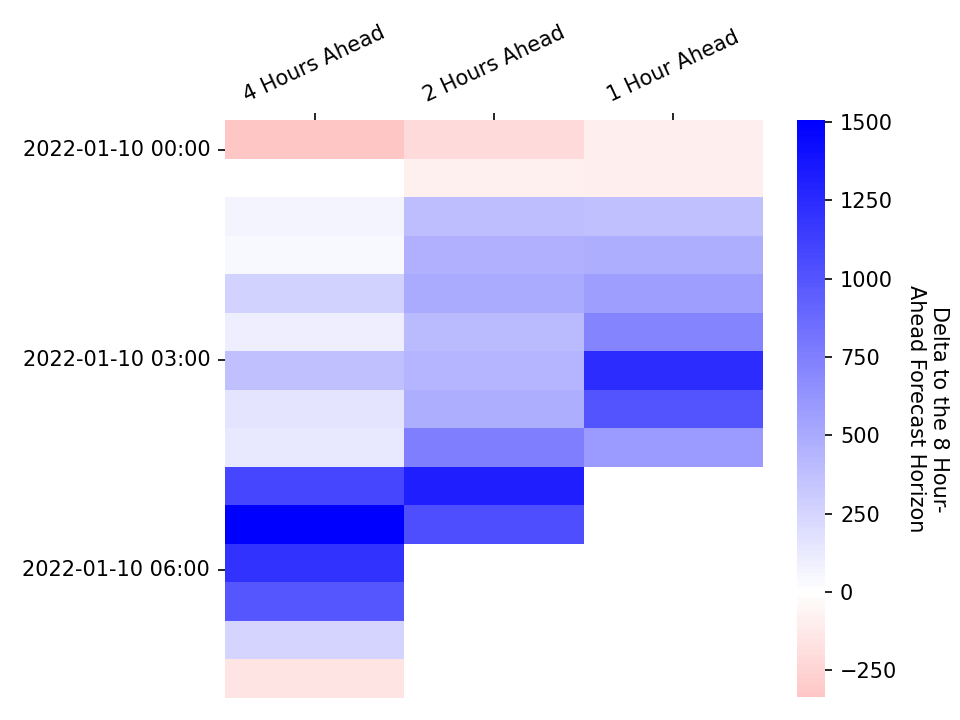 4 Hours Ahead
2 Hours Ahead
1 Hour Ahead
2022-01-10 00:00
2022-01-10 03:00
2022-01-10 06:00
1500
1250
1000
750
500
250
0
−250
Delta to the 8 Hour-
Ahead Forecast Horizon